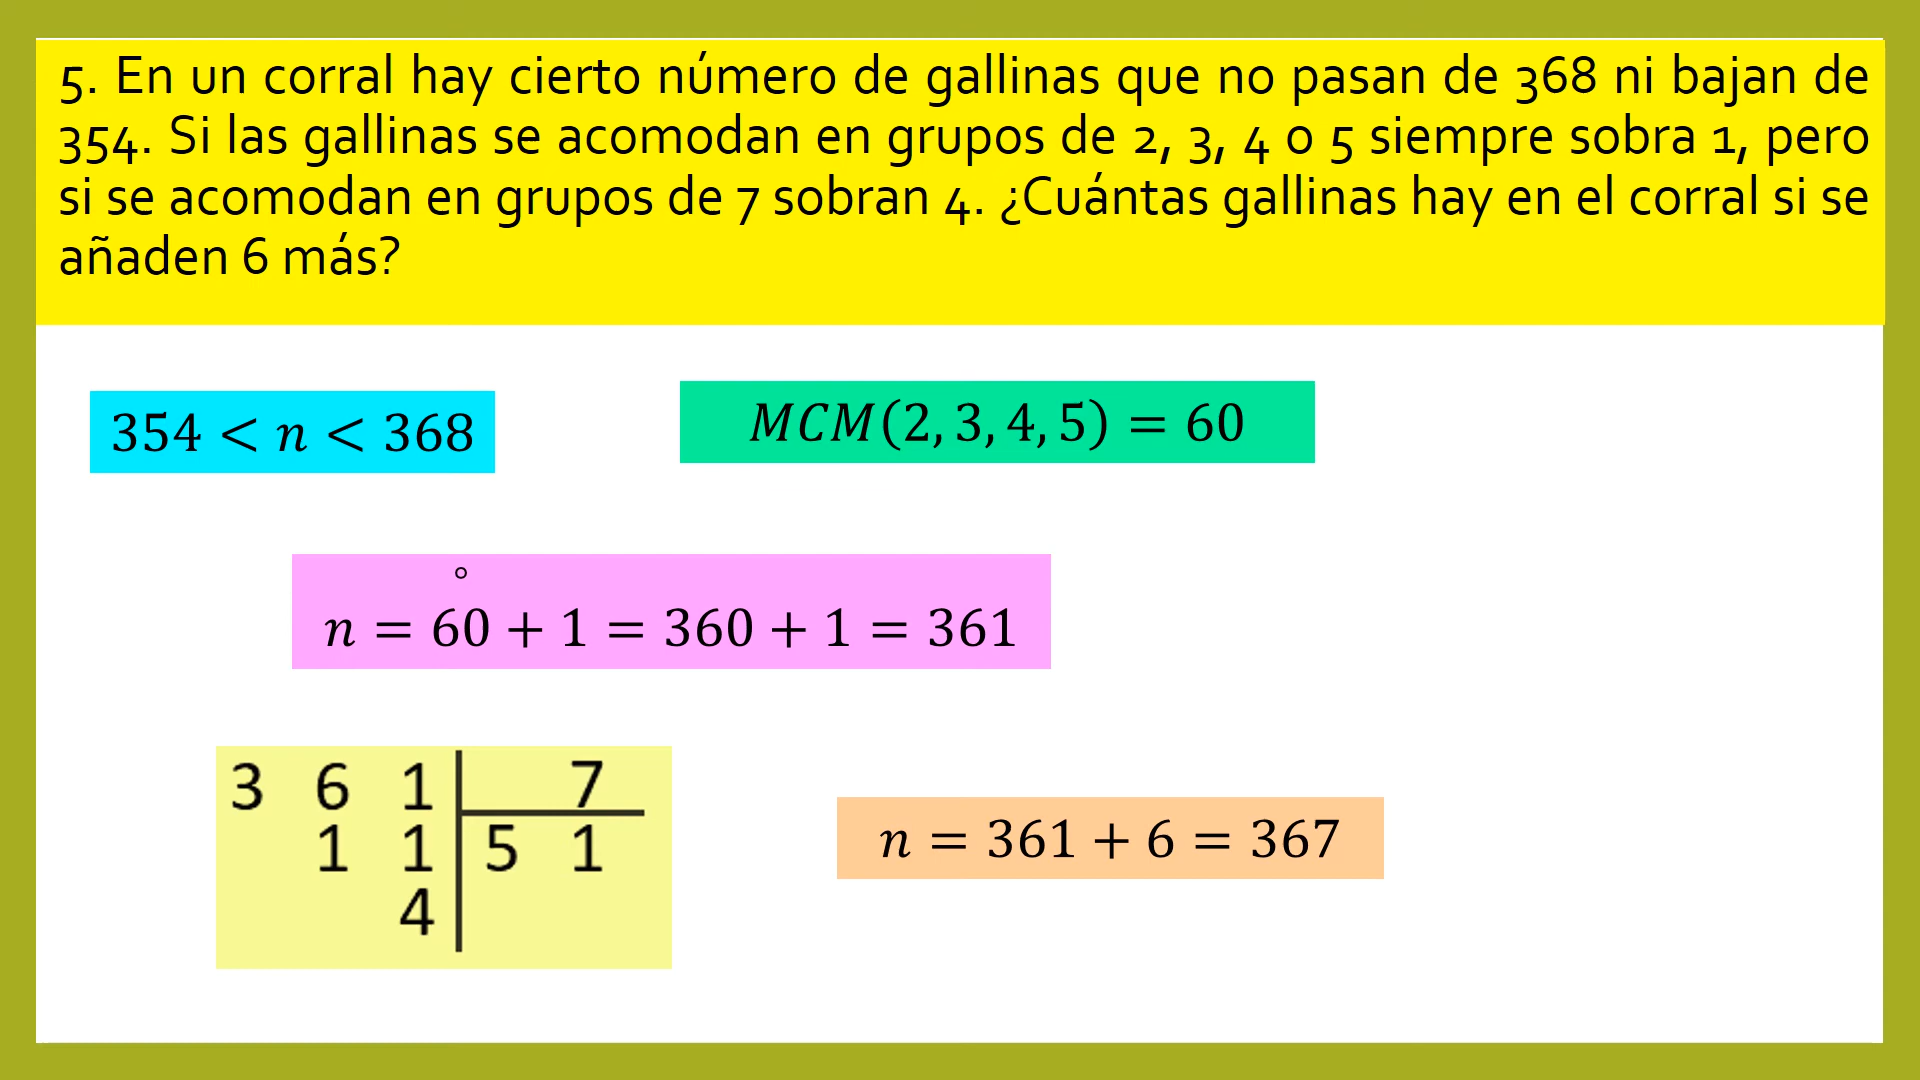 5. En un corral hay cierto número de gallinas que no pasan de 368 ni bajan de
354. Si las gallinas se acomodan en grupos de 2, 3, 4 o 5 siempre sobra 1, pero
si se acomodan en grupos de 7 sobran 4. ¿Cuántas gallinas hay en el corral si se
añaden 6 más?
354 < n < 368
MCM(2, 3, 4, 5) = 60
°
n = 60 + 1 = 360 + 1 = 361
3 6 1 7
1 1 5 1
4
n = 361 + 6 = 367